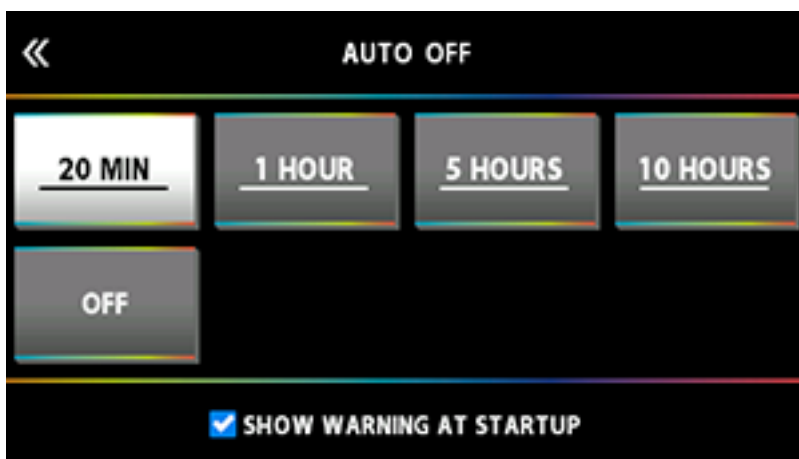 AUTO OFF
20 MIN 1 HOUR 5 HOURS 10 HOURS
OFF
SHOW WARNING AT STARTUP